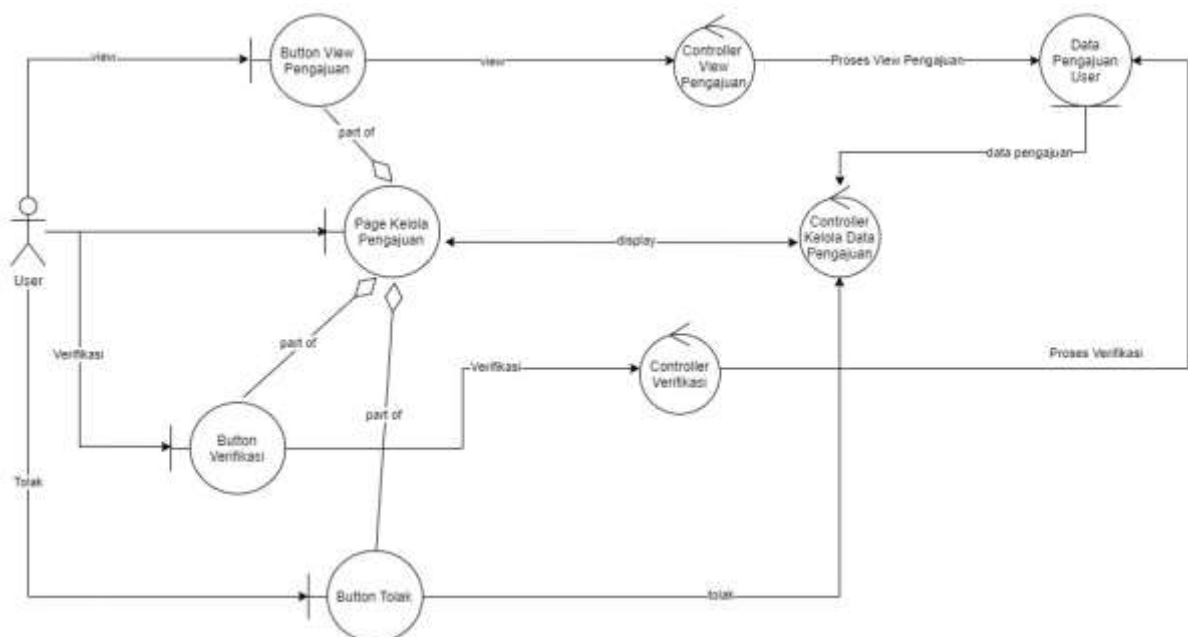 view
Button View
Pengajuan
view
Controller
View
Pengajuan
Proses View Pengajuan
Data
Pengajuan
User
part of
data pengajuan
User
Page Kelola
Pengajuan
display
Controller
Kelola Data
Pengajuan
Verifikasi
part of
Verifikasi
Controller
Verifikasi
Proses Verifikasi
part of
Button
Verifikasi
Tolak
Button Tolak
tolak